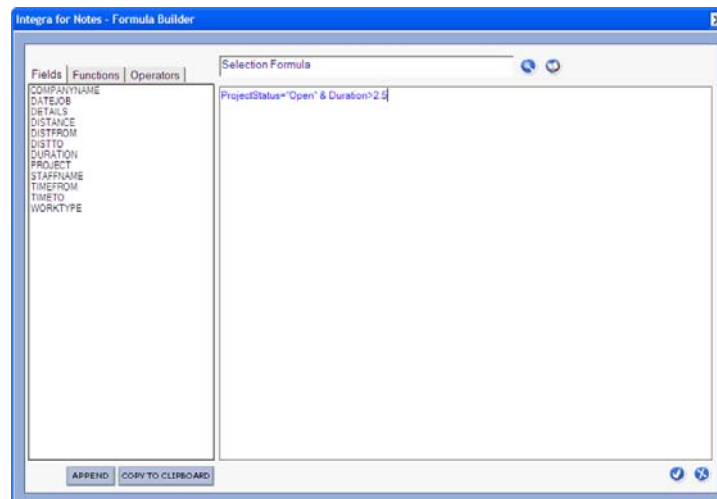 Integra for Notes - Formula Builder
Fields Functions Operators
Selection Formula
COMPANYNAME
DATEJOB
DETAILS
DISTANCE
DISTFROM
DISTTO
DURATION
PROJECT
STAFFNAME
TIMEFROM
TIMETO
WORKTYPE
ProjectStatus="Open" & Duration>2.5
APPEND COPY TO CLIPBOARD